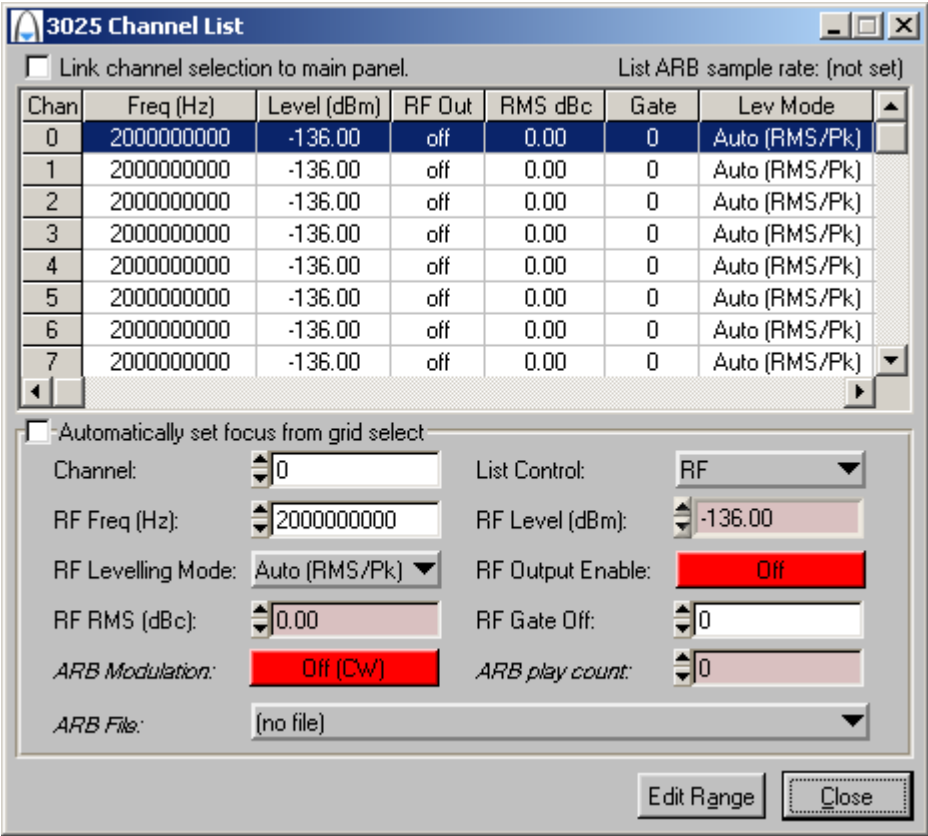 3025 Channel List
Link channel selection to main panel. List ARB sample rate: (not set)
Chan Freq (Hz) Level (dBm) RF Out RMS dBc Gate Lev Mode
0 2000000000 -136.00 off 0.00 0 Auto (RMS/Pk)
1 2000000000 -136.00 off 0.00 0 Auto (RMS/Pk)
2 2000000000 -136.00 off 0.00 0 Auto (RMS/Pk)
3 2000000000 -136.00 off 0.00 0 Auto (RMS/Pk)
4 2000000000 -136.00 off 0.00 0 Auto (RMS/Pk)
5 2000000000 -136.00 off 0.00 0 Auto (RMS/Pk)
6 2000000000 -136.00 off 0.00 0 Auto (RMS/Pk)
7 2000000000 -136.00 off 0.00 0 Auto (RMS/Pk)
Automatically set focus from grid select
Channel: 0 List Control: RF
RF Freq (Hz): 2000000000 RF Level (dBm): -136.00
RF Levelling Mode: Auto (RMS/Pk) RF Output Enable: Off
RF RMS (dBc): 0.00 RF Gate Off: 0
ARB Modulation: Off (CW) ARB play count: 0
ARB File: (no file)
Edit Range Close